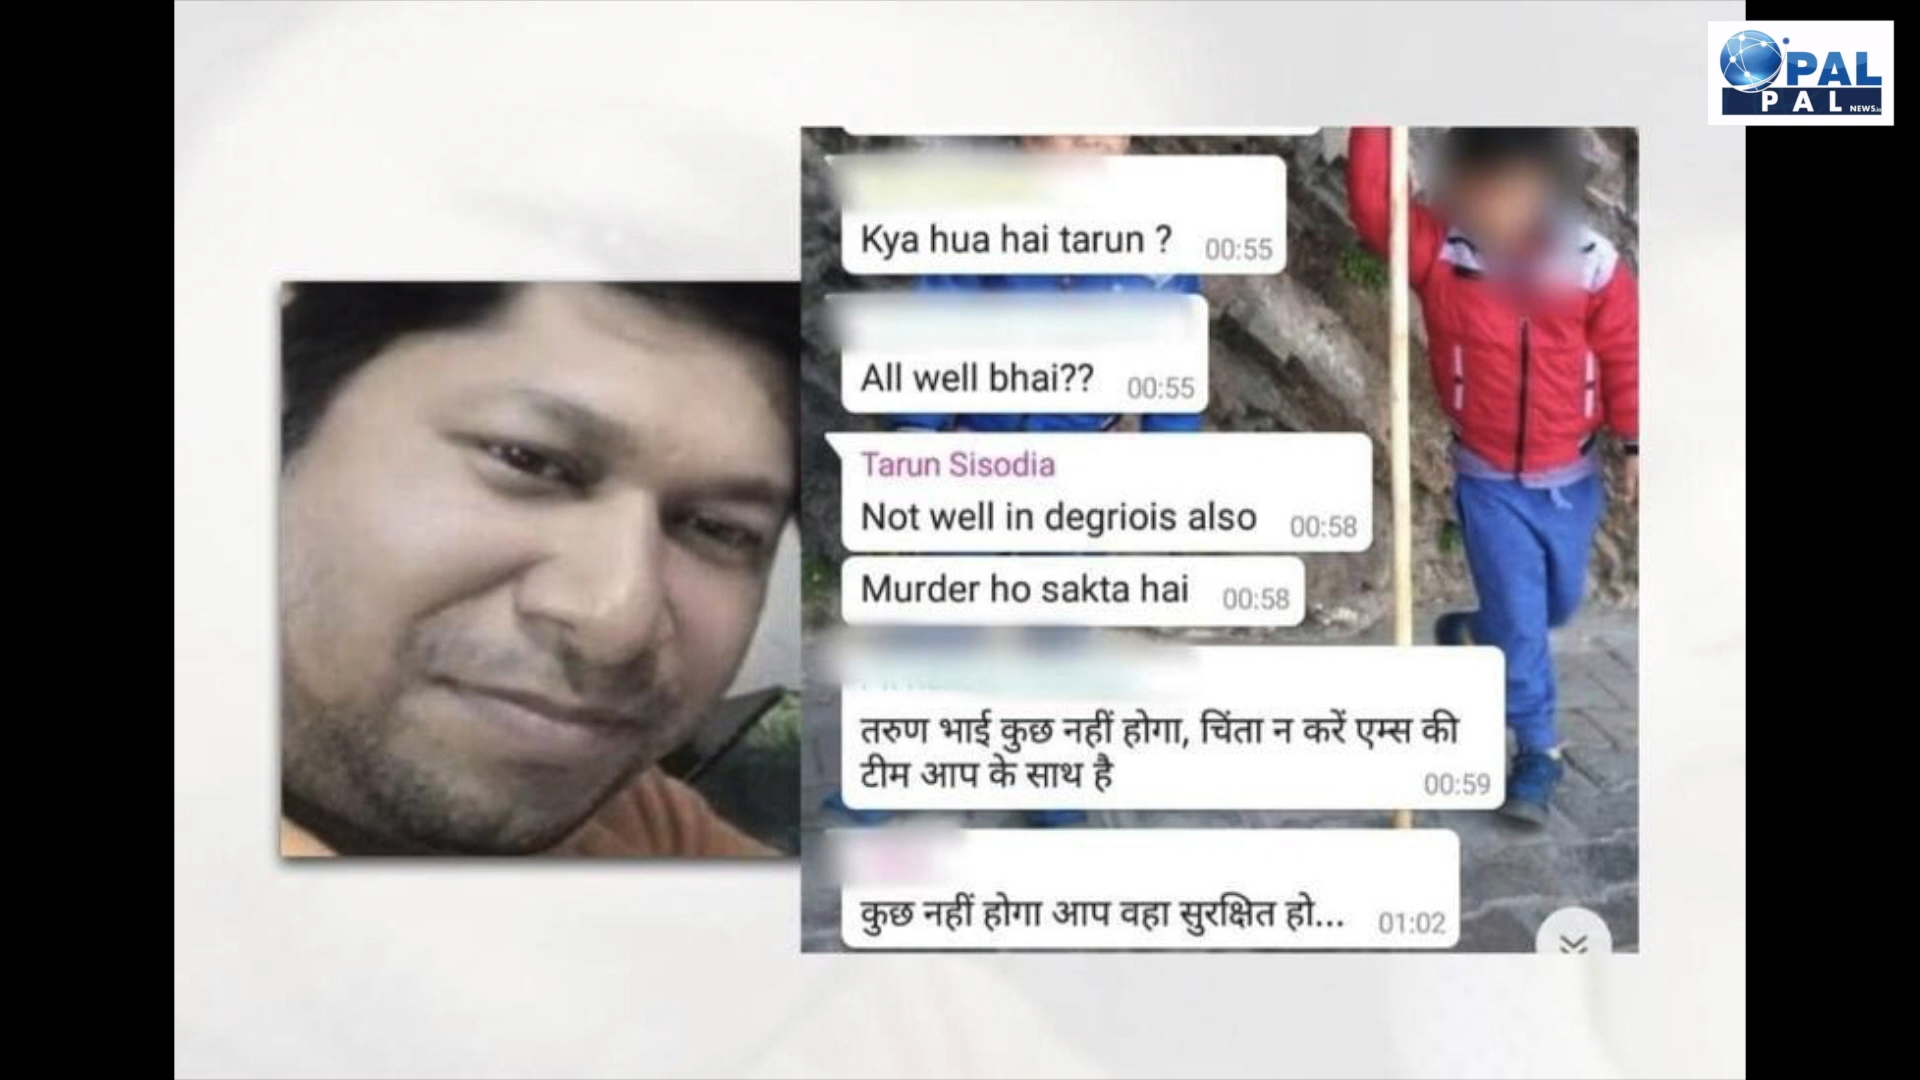 PAL
PAL NEWS.in
Kya hua hai tarun ? 00:55
All well bhai?? 00:55
Tarun Sisodia
Not well in degriois also 00:58
Murder ho sakta hai 00:58
तरुण भाई कुछ नहीं होगा, चिंता न करें एम्स की
टीम आप के साथ है 00:59
कुछ नहीं होगा आप वहा सुरक्षित हो... 01:02